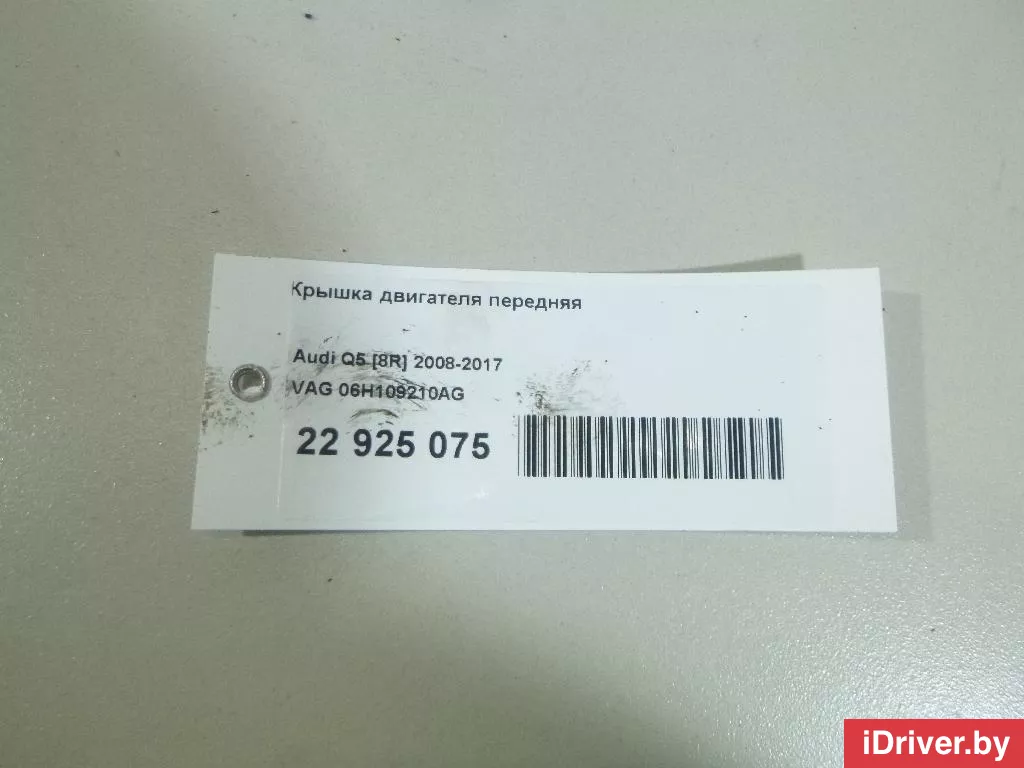 Крышка двигателя передняя
Audi Q5 [8R] 2008-2017
VAG 06H109210AG
22 925 075
iDriver.by